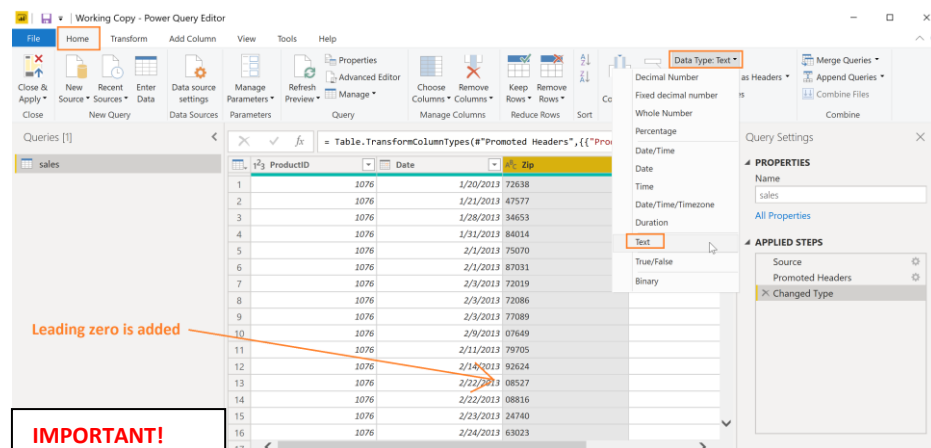 Working Copy - Power Query Editor
File Home Transform Add Column View Tools Help
Close & Apply
New Source
Recent Sources
Enter Data
Data source settings
Manage Parameters
Refresh Preview
Properties
Advanced Editor
Manage
Choose Columns
Remove Columns
Keep Rows
Remove Rows
Data Type: Text
as Headers
Merge Queries
Append Queries
Combine Files
Close
New Query
Data Sources
Parameters
Query
Manage Columns
Reduce Rows
Sort
Combine
Decimal Number
Fixed decimal number
Whole Number
Percentage
Date/Time
Date
Time
Date/Time/Timezone
Duration
Text
True/False
Binary
Queries [1]
sales
fx = Table.TransformColumnTypes(#"Promoted Headers",{{"Pro
1²3 ProductID Date ABC Zip
1 1076 1/20/2013 72638
2 1076 1/21/2013 47577
3 1076 1/28/2013 34653
4 1076 1/31/2013 84014
5 1076 2/1/2013 75070
6 1076 2/1/2013 87031
7 1076 2/3/2013 72019
8 1076 2/3/2013 72086
9 1076 2/3/2013 77089
10 1076 2/9/2013 07649
11 1076 2/11/2013 79705
12 1076 2/14/2013 92624
13 1076 2/22/2013 08527
14 1076 2/22/2013 08816
15 1076 2/23/2013 24740
16 1076 2/24/2013 63023
Leading zero is added
IMPORTANT!
Query Settings
PROPERTIES
Name
sales
All Properties
APPLIED STEPS
Source
Promoted Headers
Changed Type